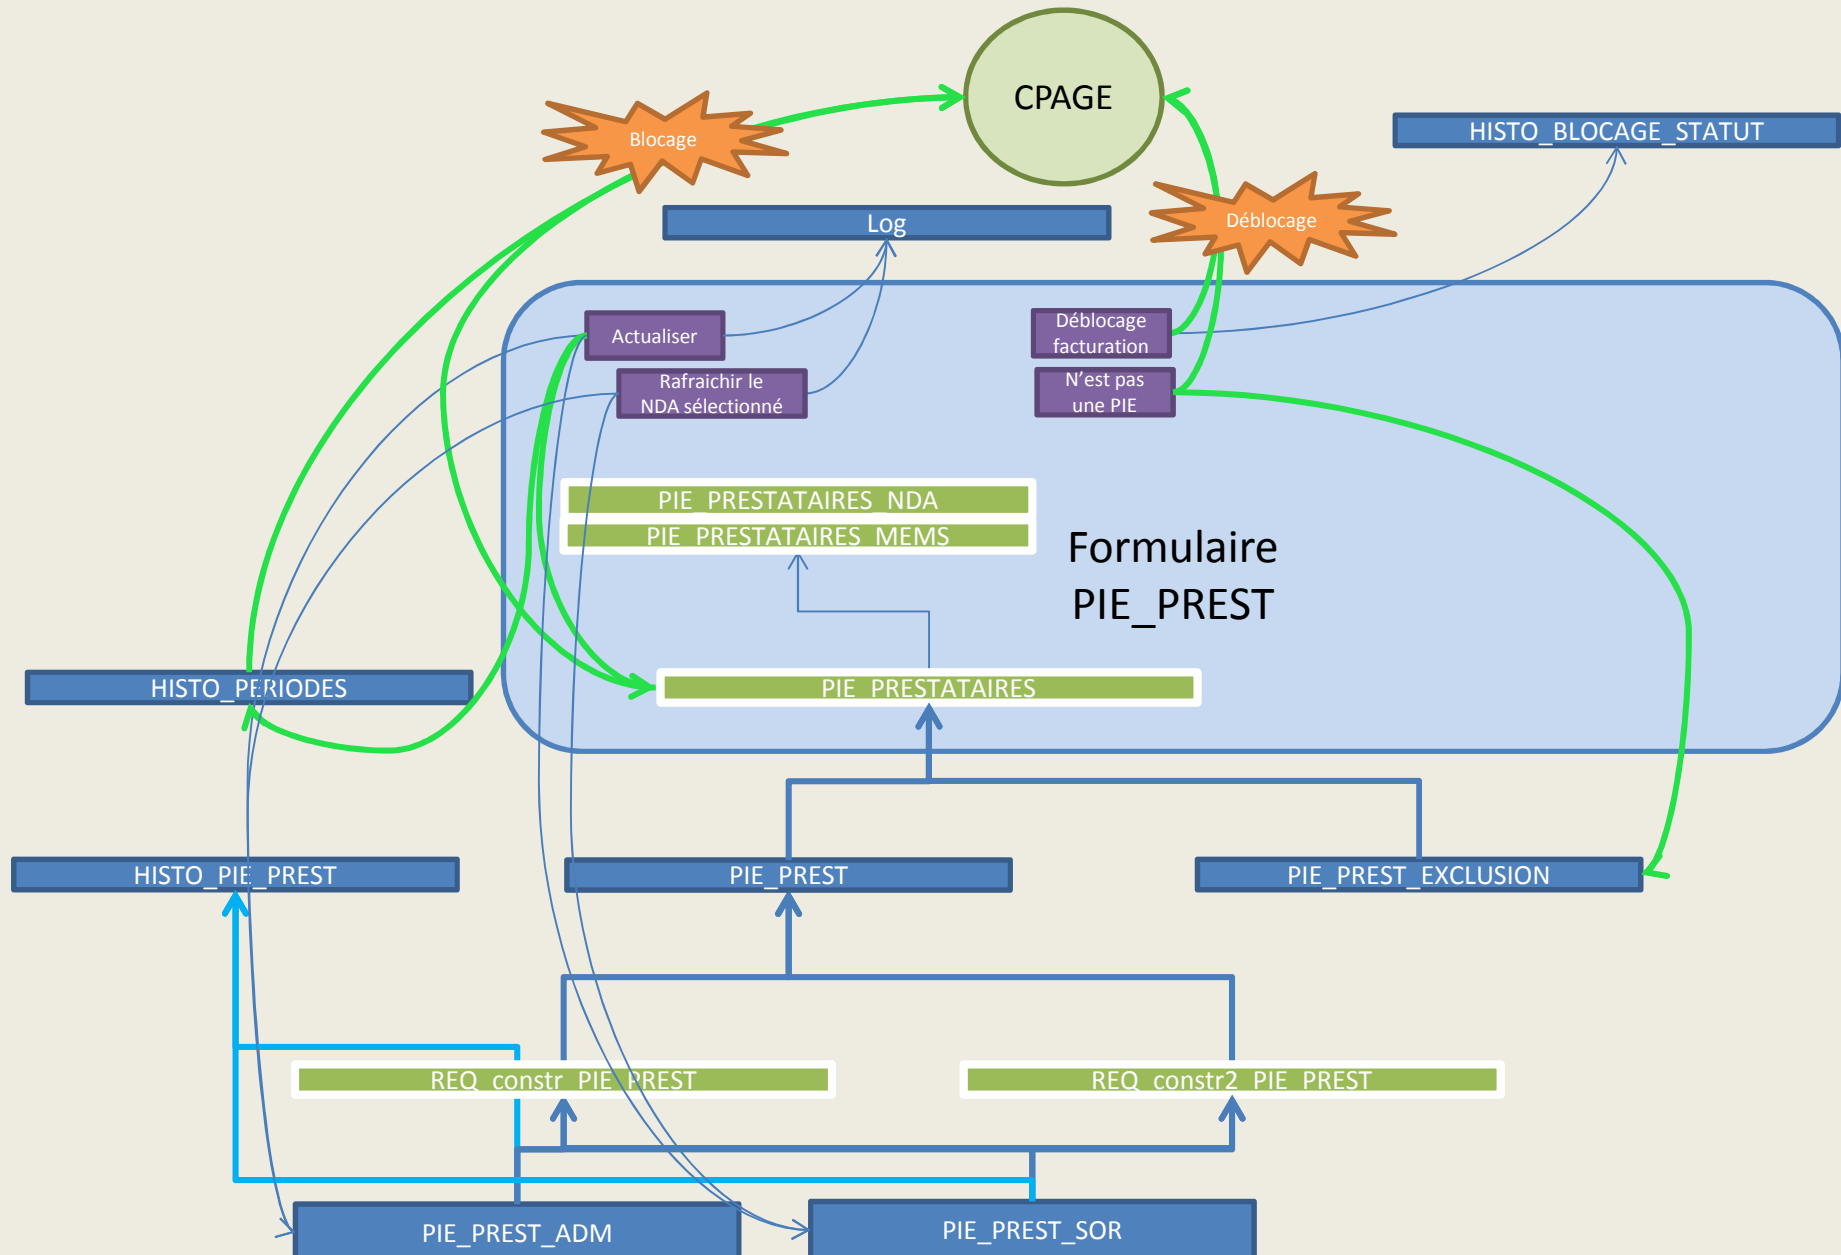 CPAGE
Blocage
HISTO_BLOCAGE_STATUT
Log
Déblocage
Actualiser
Déblocage
facturation
Rafraichir le
NDA sélectionné
N’est pas
une PIE
PIE_PRESTATAIRES_NDA
PIE_PRESTATAIRES_MEMS
Formulaire
PIE_PREST
HISTO_PERIODES
PIE_PRESTATAIRES
HISTO_PIE_PREST
PIE_PREST
PIE_PREST_EXCLUSION
REQ_constr_PIE_PREST
REQ_constr2_PIE_PREST
PIE_PREST_ADM
PIE_PREST_SOR